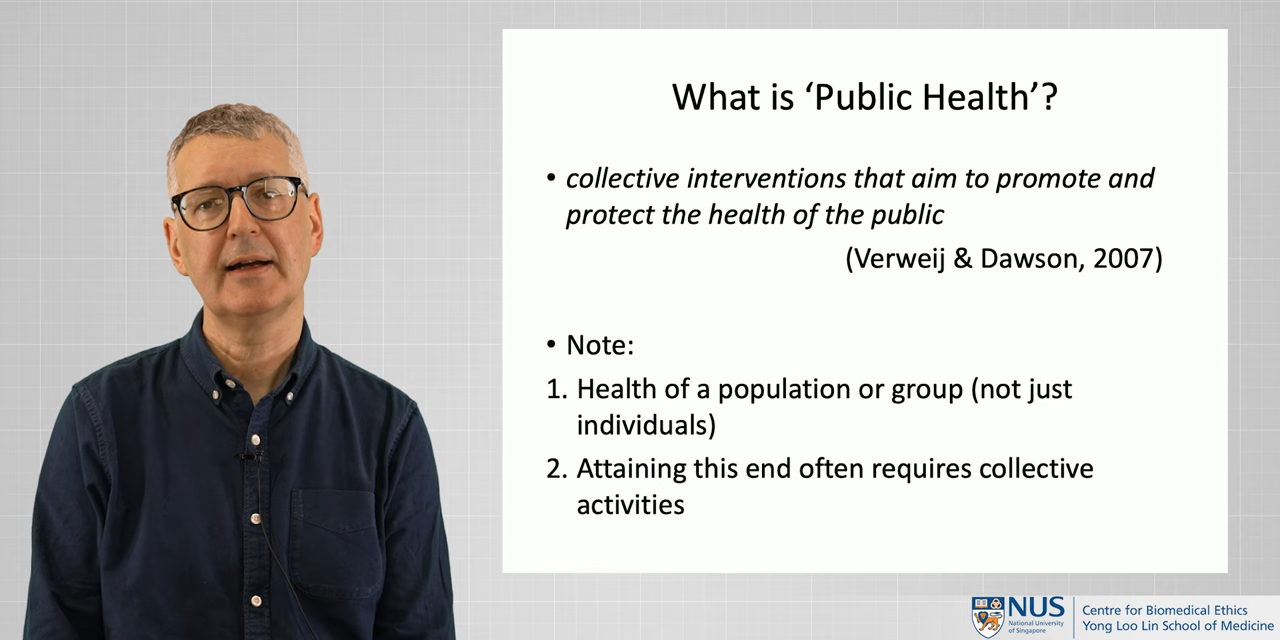 What is ‘Public Health’?
• collective interventions that aim to promote and
protect the health of the public
(Verweij & Dawson, 2007)
• Note:
1. Health of a population or group (not just
individuals)
2. Attaining this end often requires collective
activities
NUS
National University
of Singapore
Centre for Biomedical Ethics
Yong Loo Lin School of Medicine